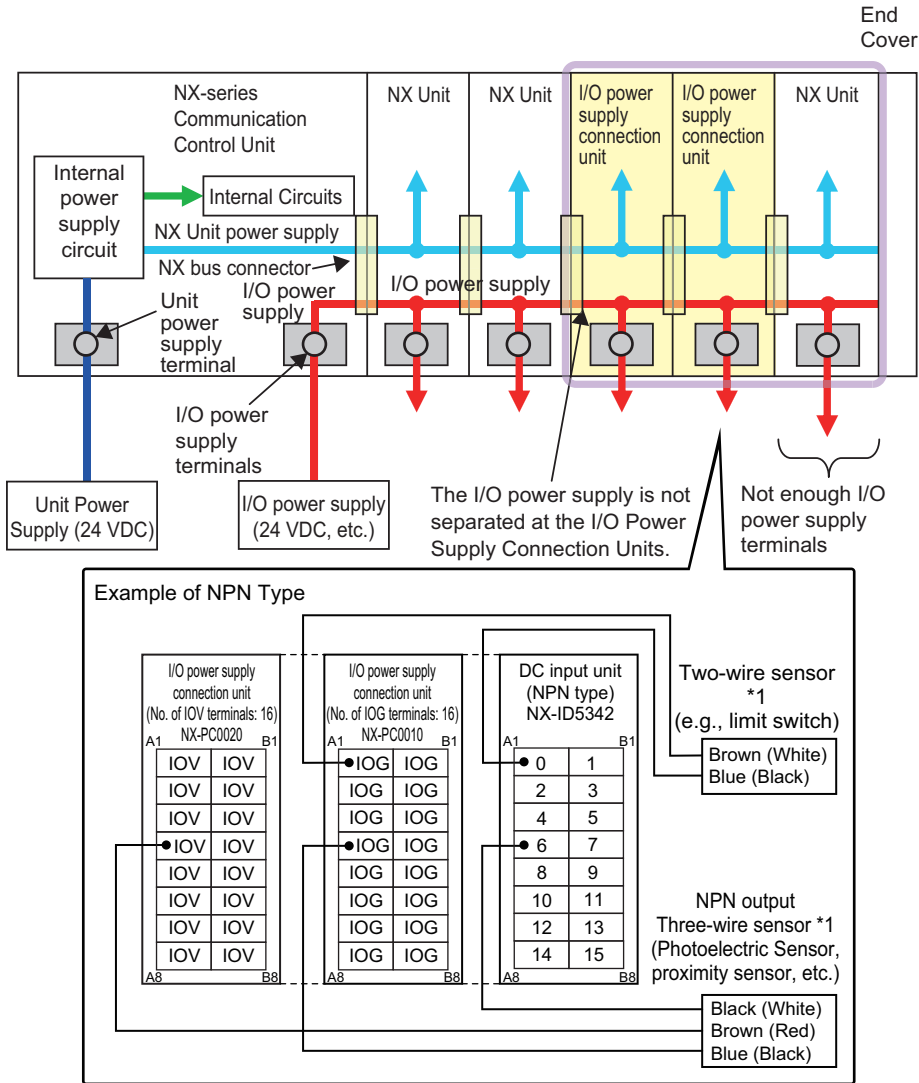 End
Cover
NX-series
Communication
Control Unit
NX Unit
NX Unit
I/O power
supply
connection
unit
I/O power
supply
connection
unit
NX Unit
Internal
power
supply
circuit
Internal Circuits
NX Unit power supply
NX bus connector
I/O power
supply
I/O power supply
Unit
power
supply
terminal
I/O power
supply
terminals
Unit Power
Supply (24 VDC)
I/O power supply
(24 VDC, etc.)
The I/O power supply is not
separated at the I/O Power
Supply Connection Units.
Not enough I/O
power supply
terminals
Example of NPN Type
I/O power supply
connection unit
(No. of IOV terminals: 16)
NX-PC0020
A1 B1
IOV IOV
IOV IOV
IOV IOV
IOV IOV
IOV IOV
IOV IOV
IOV IOV
IOV IOV
A8 B8
I/O power supply
connection unit
(No. of IOG terminals: 16)
NX-PC0010
A1 B1
IOG IOG
IOG IOG
IOG IOG
IOG IOG
IOG IOG
IOG IOG
IOG IOG
IOG IOG
A8 B8
DC input unit
(NPN type)
NX-ID5342
A1 B1
0 1
2 3
4 5
6 7
8 9
10 11
12 13
14 15
A8 B8
Two-wire sensor
*1
(e.g., limit switch)
Brown (White)
Blue (Black)
NPN output
Three-wire sensor *1
(Photoelectric Sensor,
proximity sensor, etc.)
Black (White)
Brown (Red)
Blue (Black)